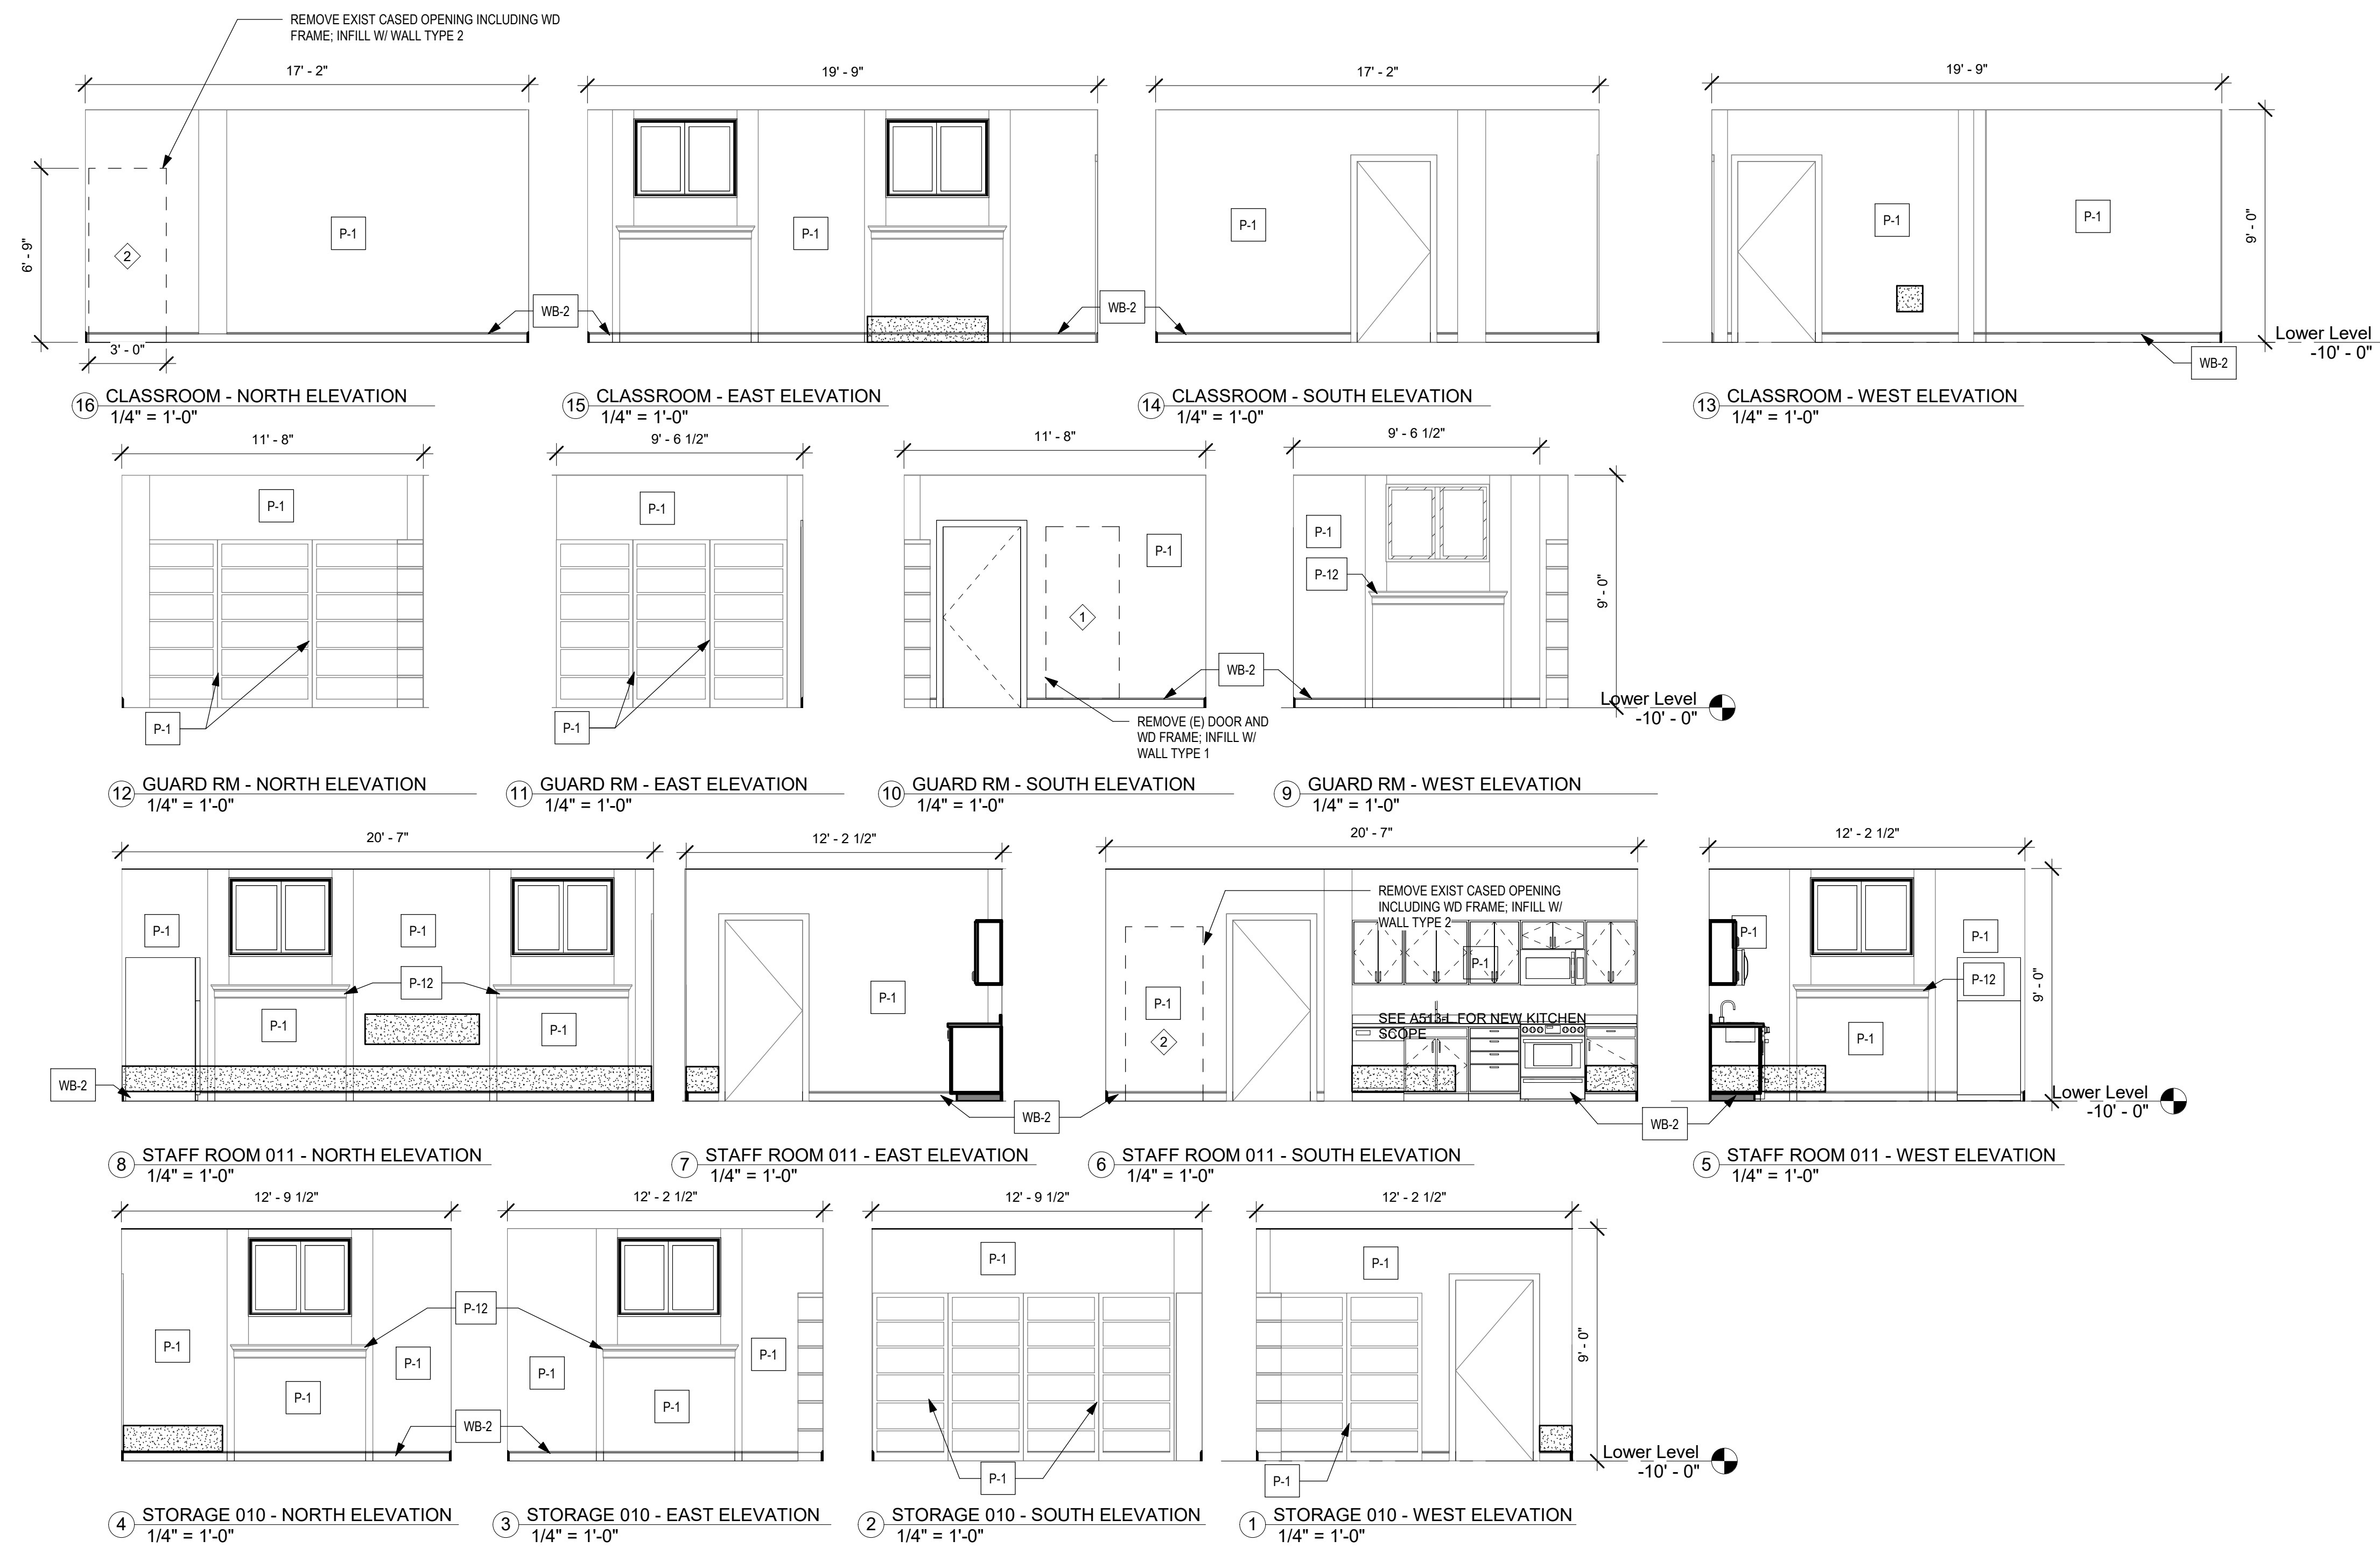 REMOVE EXIST CASED OPENING INCLUDING WD
FRAME; INFILL W/ WALL TYPE 2
17' - 2"
19' - 9"
17' - 2"
19' - 9"
6' - 9"
2
P-1
3' - 0"
WB-2
P-1
WB-2
P-1
P-1
P-1
9' - 0"
WB-2
Lower Level
-10' - 0"
16 CLASSROOM - NORTH ELEVATION
1/4" = 1'-0"
15 CLASSROOM - EAST ELEVATION
1/4" = 1'-0"
14 CLASSROOM - SOUTH ELEVATION
1/4" = 1'-0"
13 CLASSROOM - WEST ELEVATION
1/4" = 1'-0"
11' - 8"
9' - 6 1/2"
11' - 8"
9' - 6 1/2"
P-1
P-1
P-1
P-1
1
P-1
WB-2
REMOVE (E) DOOR AND
WD FRAME; INFILL W/
WALL TYPE 1
P-1
P-12
9' - 0"
Lower Level
-10' - 0"
12 GUARD RM - NORTH ELEVATION
1/4" = 1'-0"
11 GUARD RM - EAST ELEVATION
1/4" = 1'-0"
10 GUARD RM - SOUTH ELEVATION
1/4" = 1'-0"
9 GUARD RM - WEST ELEVATION
1/4" = 1'-0"
20' - 7"
12' - 2 1/2"
20' - 7"
12' - 2 1/2"
P-1
P-1
P-12
P-1
P-1
WB-2
P-1
WB-2
REMOVE EXIST CASED OPENING
INCLUDING WD FRAME; INFILL W/
WALL TYPE 2
P-1
P-1
2
SEE A513-L FOR NEW KITCHEN
SCOPE
WB-2
P-1
P-1
P-12
P-1
9' - 0"
Lower Level
-10' - 0"
8 STAFF ROOM 011 - NORTH ELEVATION
1/4" = 1'-0"
7 STAFF ROOM 011 - EAST ELEVATION
1/4" = 1'-0"
6 STAFF ROOM 011 - SOUTH ELEVATION
1/4" = 1'-0"
5 STAFF ROOM 011 - WEST ELEVATION
1/4" = 1'-0"
12' - 9 1/2"
12' - 2 1/2"
12' - 9 1/2"
12' - 2 1/2"
P-1
P-1
P-1
P-12
WB-2
P-1
P-1
P-1
P-1
P-1
P-1
P-1
9' - 0"
Lower Level
-10' - 0"
4 STORAGE 010 - NORTH ELEVATION
1/4" = 1'-0"
3 STORAGE 010 - EAST ELEVATION
1/4" = 1'-0"
2 STORAGE 010 - SOUTH ELEVATION
1/4" = 1'-0"
1 STORAGE 010 - WEST ELEVATION
1/4" = 1'-0"